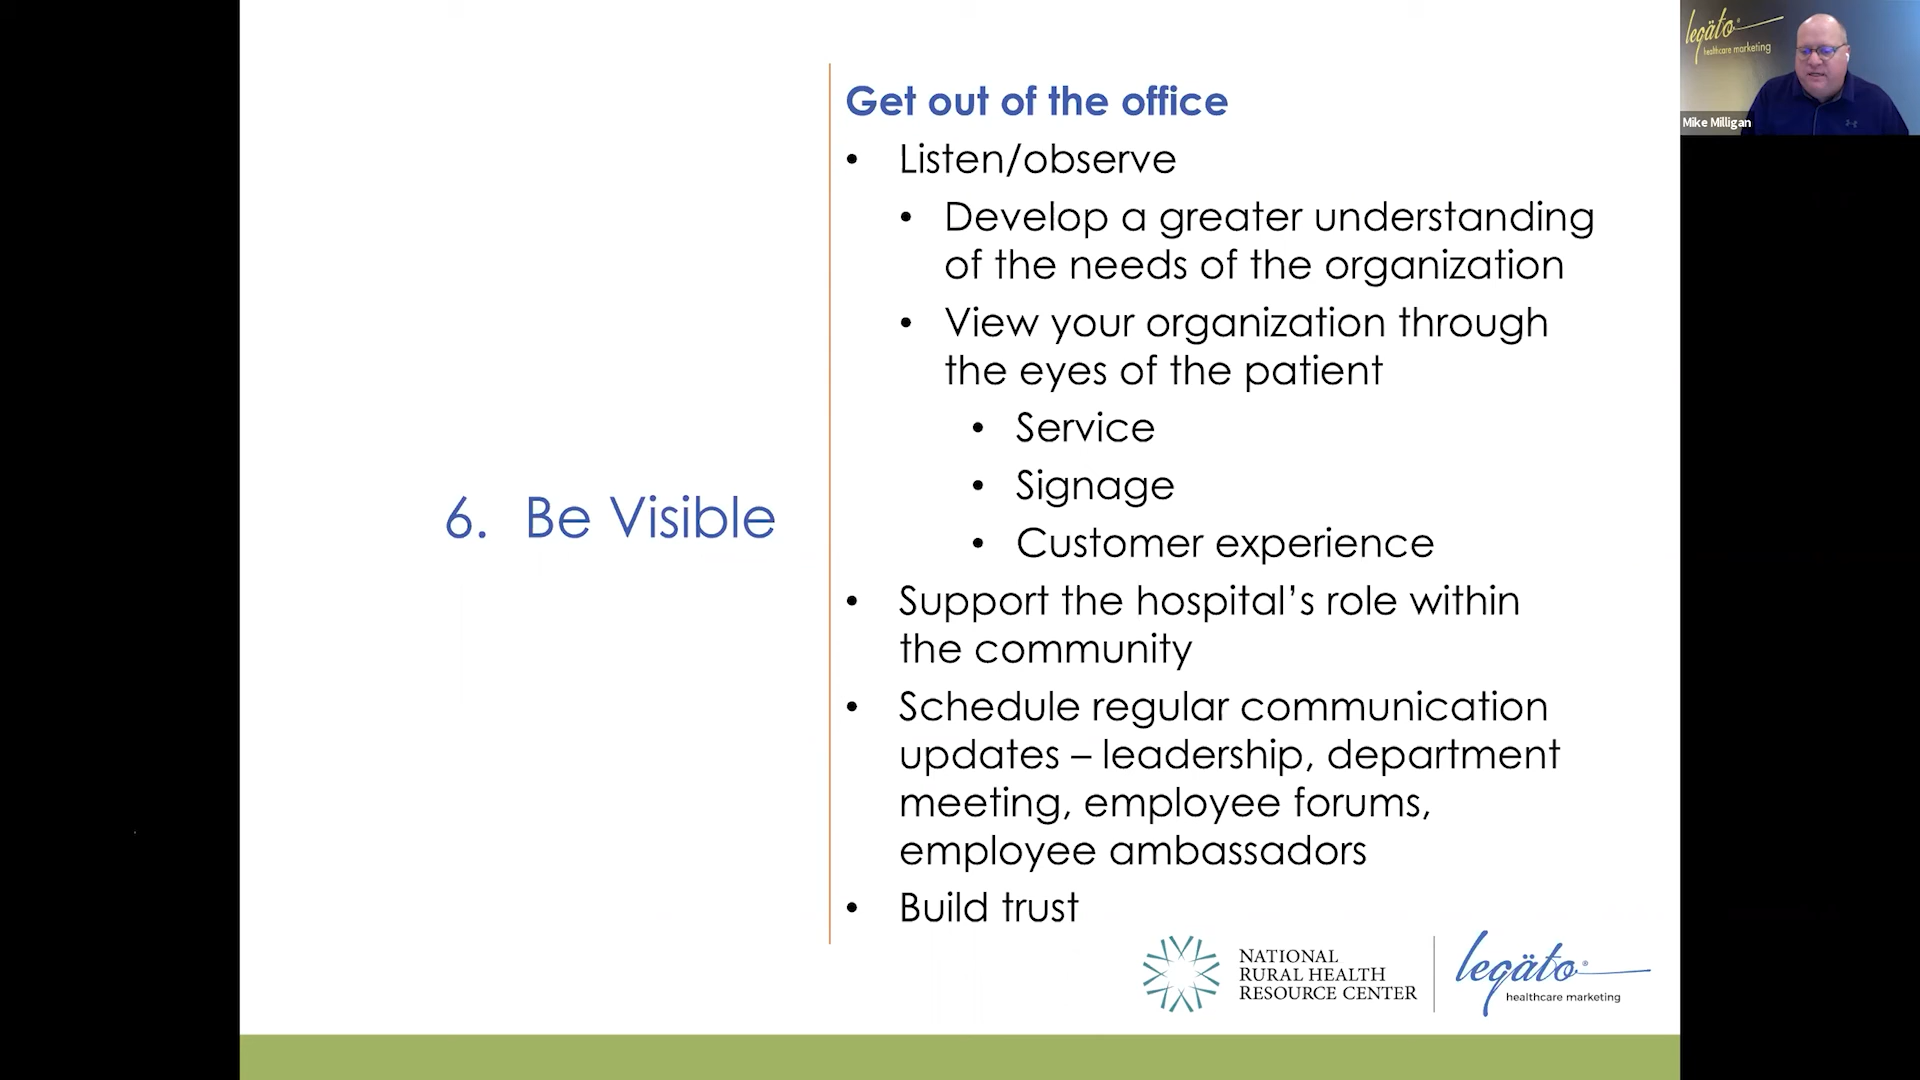 6. Be Visible
Get out of the office
• Listen/observe
• Develop a greater understanding
of the needs of the organization
• View your organization through
the eyes of the patient
• Service
• Signage
• Customer experience
• Support the hospital’s role within
the community
• Schedule regular communication
updates – leadership, department
meeting, employee forums,
employee ambassadors
• Build trust
NATIONAL
RURAL HEALTH
RESOURCE CENTER
legäto®
healthcare marketing
legäto®
healthcare marketing
Mike Milligan